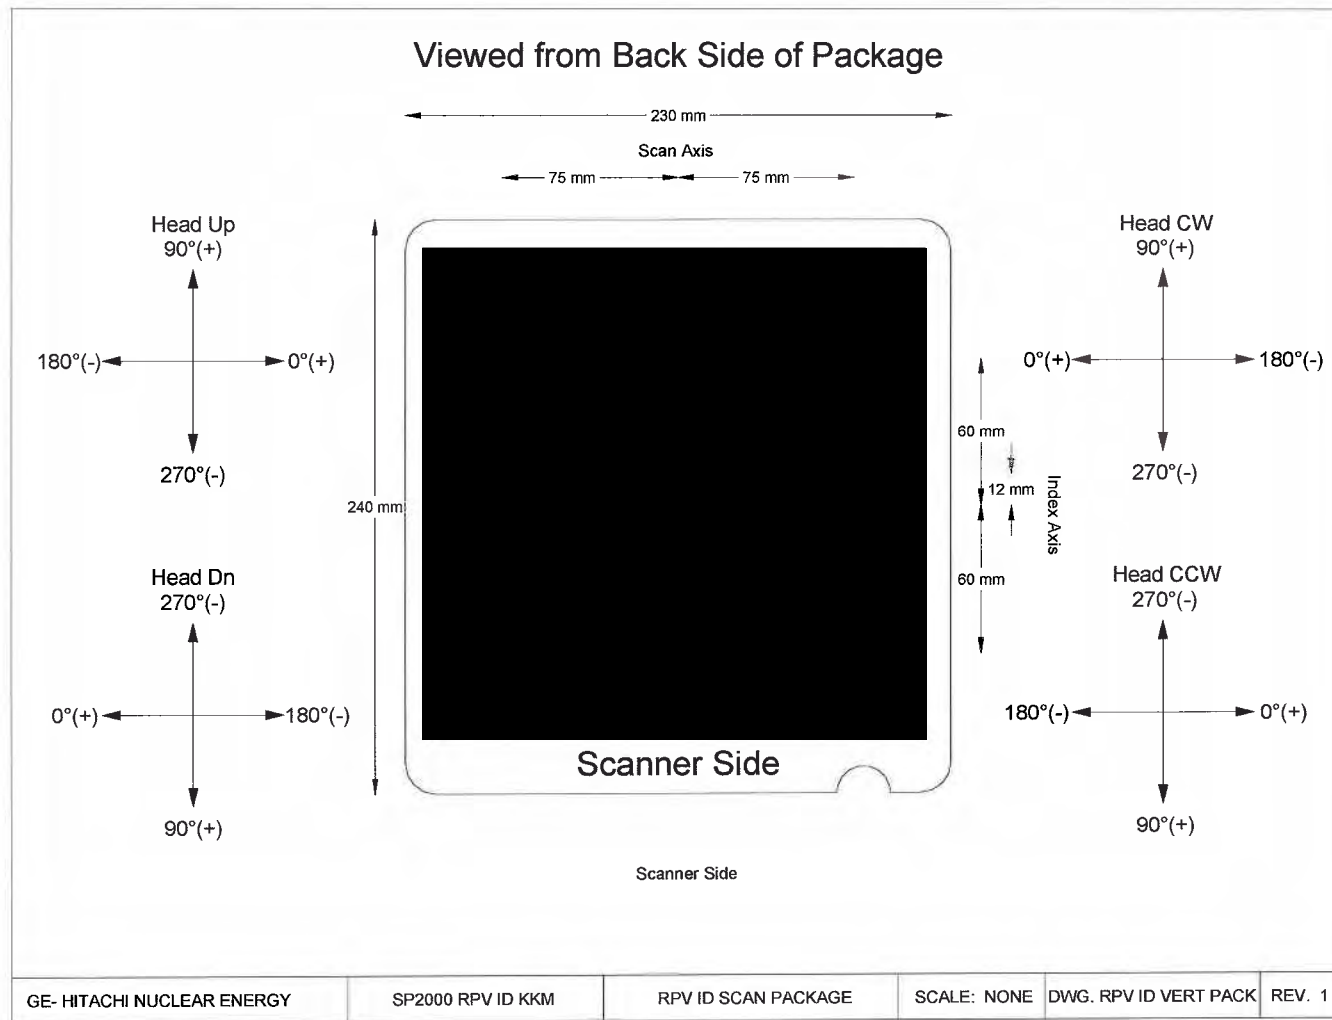 Viewed from Back Side of Package
230 mm
Scan Axis
75 mm
75 mm
Head Up
90°(+)
180°(-)
0°(+)
270°(-)
Head CW
90°(+)
0°(+)
180°(-)
270°(-)
60 mm
12 mm
Index Axis
60 mm
240 mm
Head Dn
270°(-)
0°(+)
180°(-)
90°(+)
Head CCW
270°(-)
180°(-)
0°(+)
90°(+)
Scanner Side
Scanner Side
GE- HITACHI NUCLEAR ENERGY
SP2000 RPV ID KKM
RPV ID SCAN PACKAGE
SCALE: NONE
DWG. RPV ID VERT PACK
REV. 1